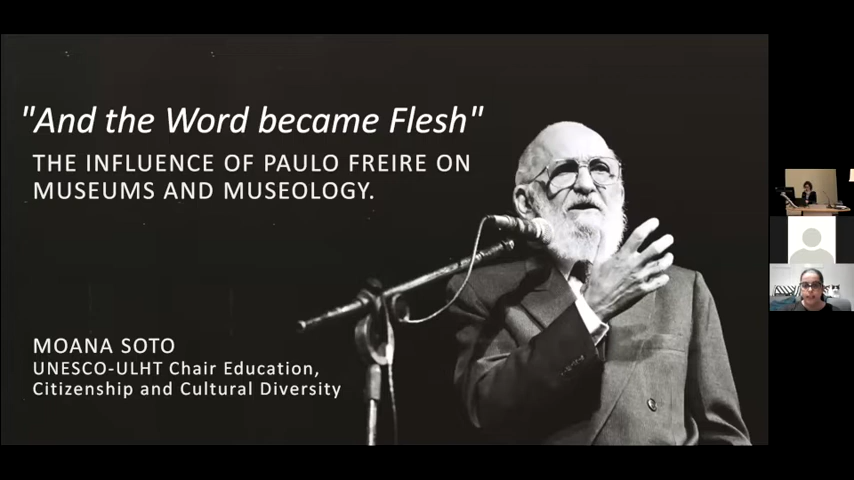 "And the Word became Flesh"
THE INFLUENCE OF PAULO FREIRE ON
MUSEUMS AND MUSEOLOGY.
MOANA SOTO
UNESCO-ULHT Chair Education,
Citizenship and Cultural Diversity